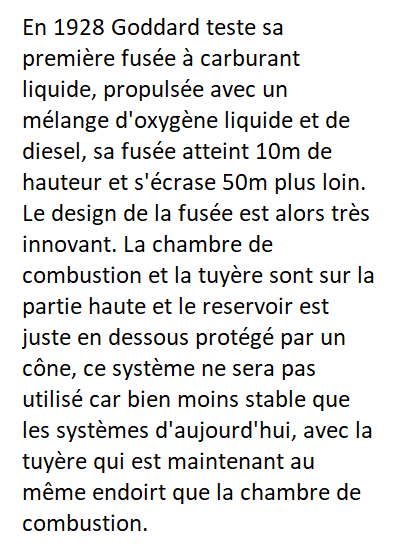 En 1928 Goddard teste sa
première fusée à carburant
liquide, propulsée avec un
mélange d'oxygène liquide et de
diesel, sa fusée atteint 10m de
hauteur et s'écrase 50m plus loin.
Le design de la fusée est alors très
innovant. La chambre de
combustion et la tuyère sont sur la
partie haute et le reservoir est
juste en dessous protégé par un
cône, ce système ne sera pas
utilisé car bien moins stable que
les systèmes d'aujourd'hui, avec la
tuyère qui est maintenant au
même endoirt que la chambre de
combustion.